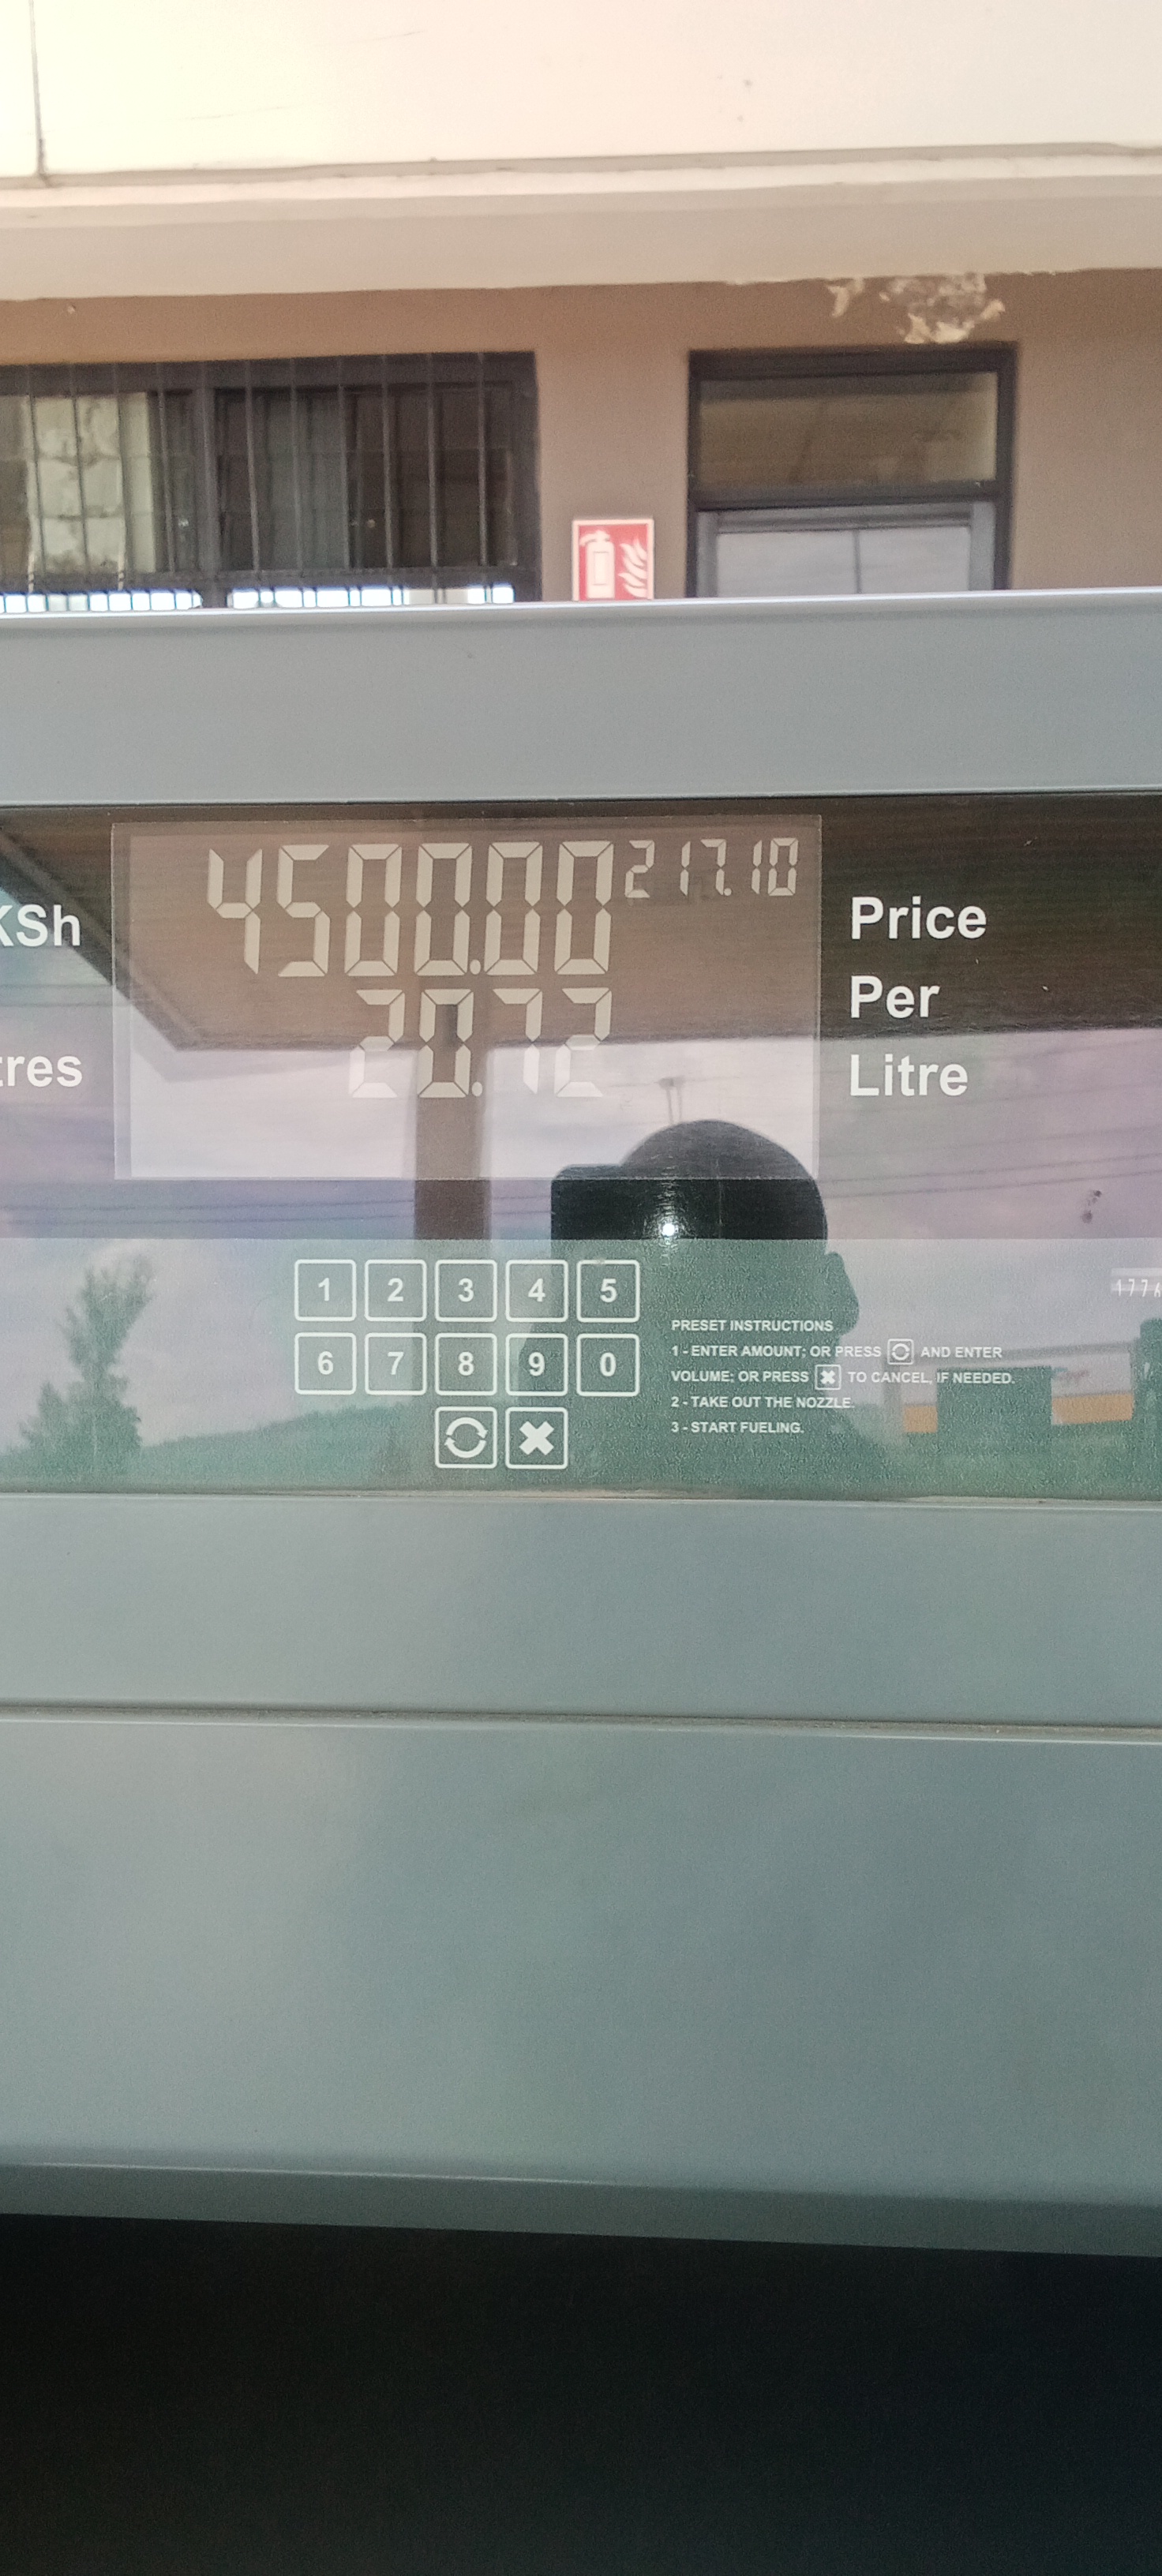 KSh 4500.00 217.10
20.72
Price
Per
Litre
1 2 3 4 5
6 7 8 9 0
PRESET INSTRUCTIONS
1 - ENTER AMOUNT; OR PRESS AND ENTER
VOLUME; OR PRESS TO CANCEL, IF NEEDED.
2 - TAKE OUT THE NOZZLE.
3 - START FUELING.